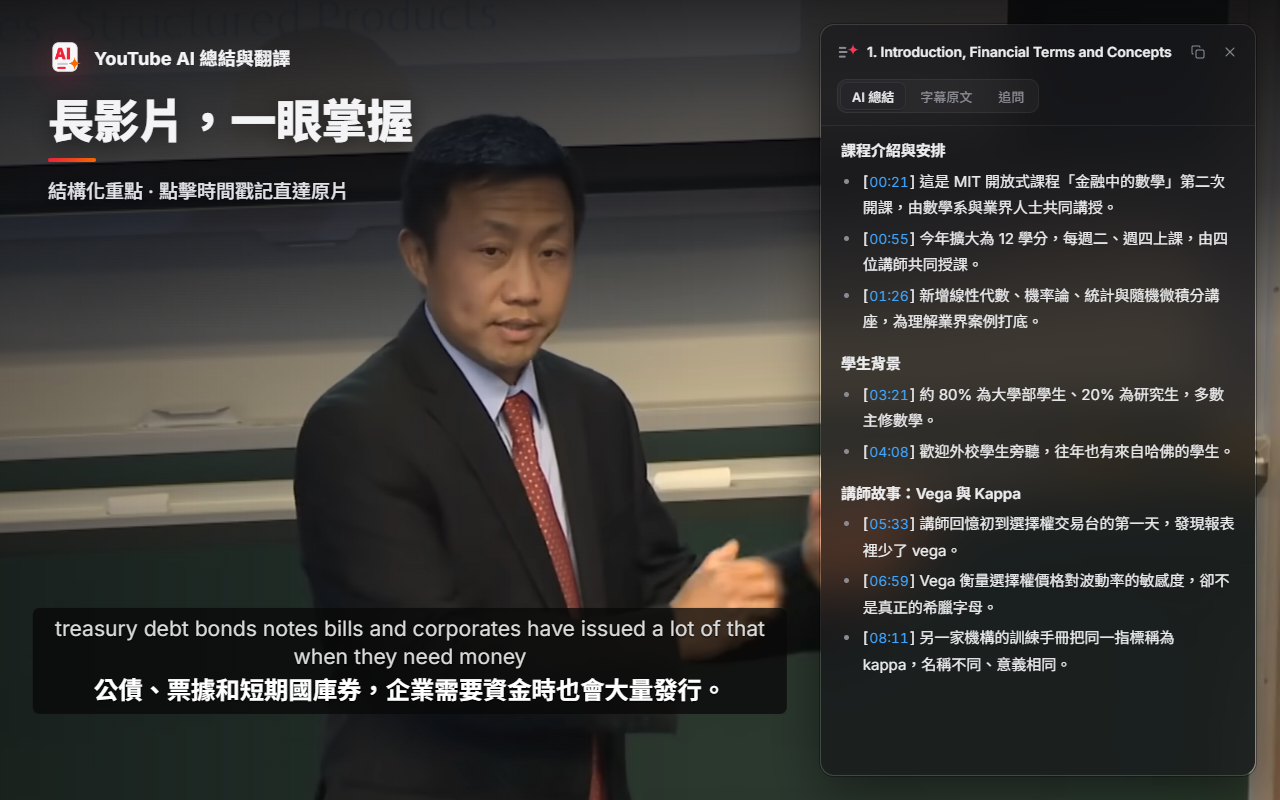 es, Structured Products
AI
YouTube AI 總結與翻譯
長影片，一眼掌握
結構化重點 · 點擊時間戳記直達原片
treasury debt bonds notes bills and corporates have issued a lot of that
when they need money
公債、票據和短期國庫券，企業需要資金時也會大量發行。
1. Introduction, Financial Terms and Concepts
AI 總結 字幕原文 追問
課程介紹與安排
[00:21] 這是 MIT 開放式課程「金融中的數學」第二次
開課，由數學系與業界人士共同講授。
[00:55] 今年擴大為 12 學分，每週二、週四上課，由四
位講師共同授課。
[01:26] 新增線性代數、機率論、統計與隨機微積分講
座，為理解業界案例打底。
學生背景
[03:21] 約 80% 為大學部學生、20% 為研究生，多數
主修數學。
[04:08] 歡迎外校學生旁聽，往年也有來自哈佛的學生。
講師故事：Vega 與 Kappa
[05:33] 講師回憶初到選擇權交易台的第一天，發現報表
裡少了 vega。
[06:59] Vega 衡量選擇權價格對波動率的敏感度，卻不
是真正的希臘字母。
[08:11] 另一家機構的訓練手冊把同一指標稱為
kappa，名稱不同、意義相同。